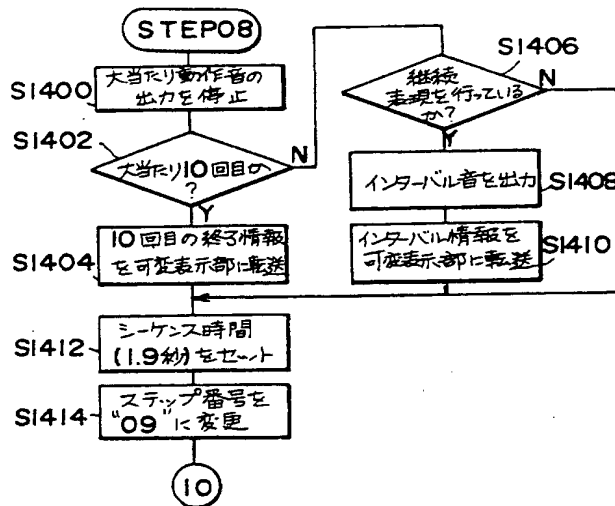 STEP08
S1400
大当たり動作音の
出力を停止
S1402
大当たり10回目か
?
N
Y
S1404
10回目の終了情報
を可変表示部に転送
S1406
継続
表現を行っている
か?
N
Y
インターバル音を出力
S1408
インターバル情報を
可変表示部に転送
S1410
S1412
シーケンス時間
(1.9秒)をセット
S1414
ステップ番号を
"09"に変更
10